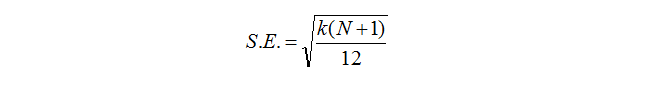 S.E. = √(k(N+1)/12)